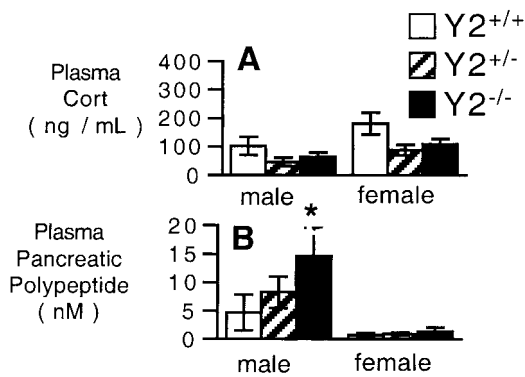 Y2+/+
Y2+/-
Y2-/-
A
Plasma
Cort
( ng / mL)
400
300
200
100
0
male female
B
*
Plasma
Pancreatic
Polypeptide
( nM )
20
15
10
5
0
male female